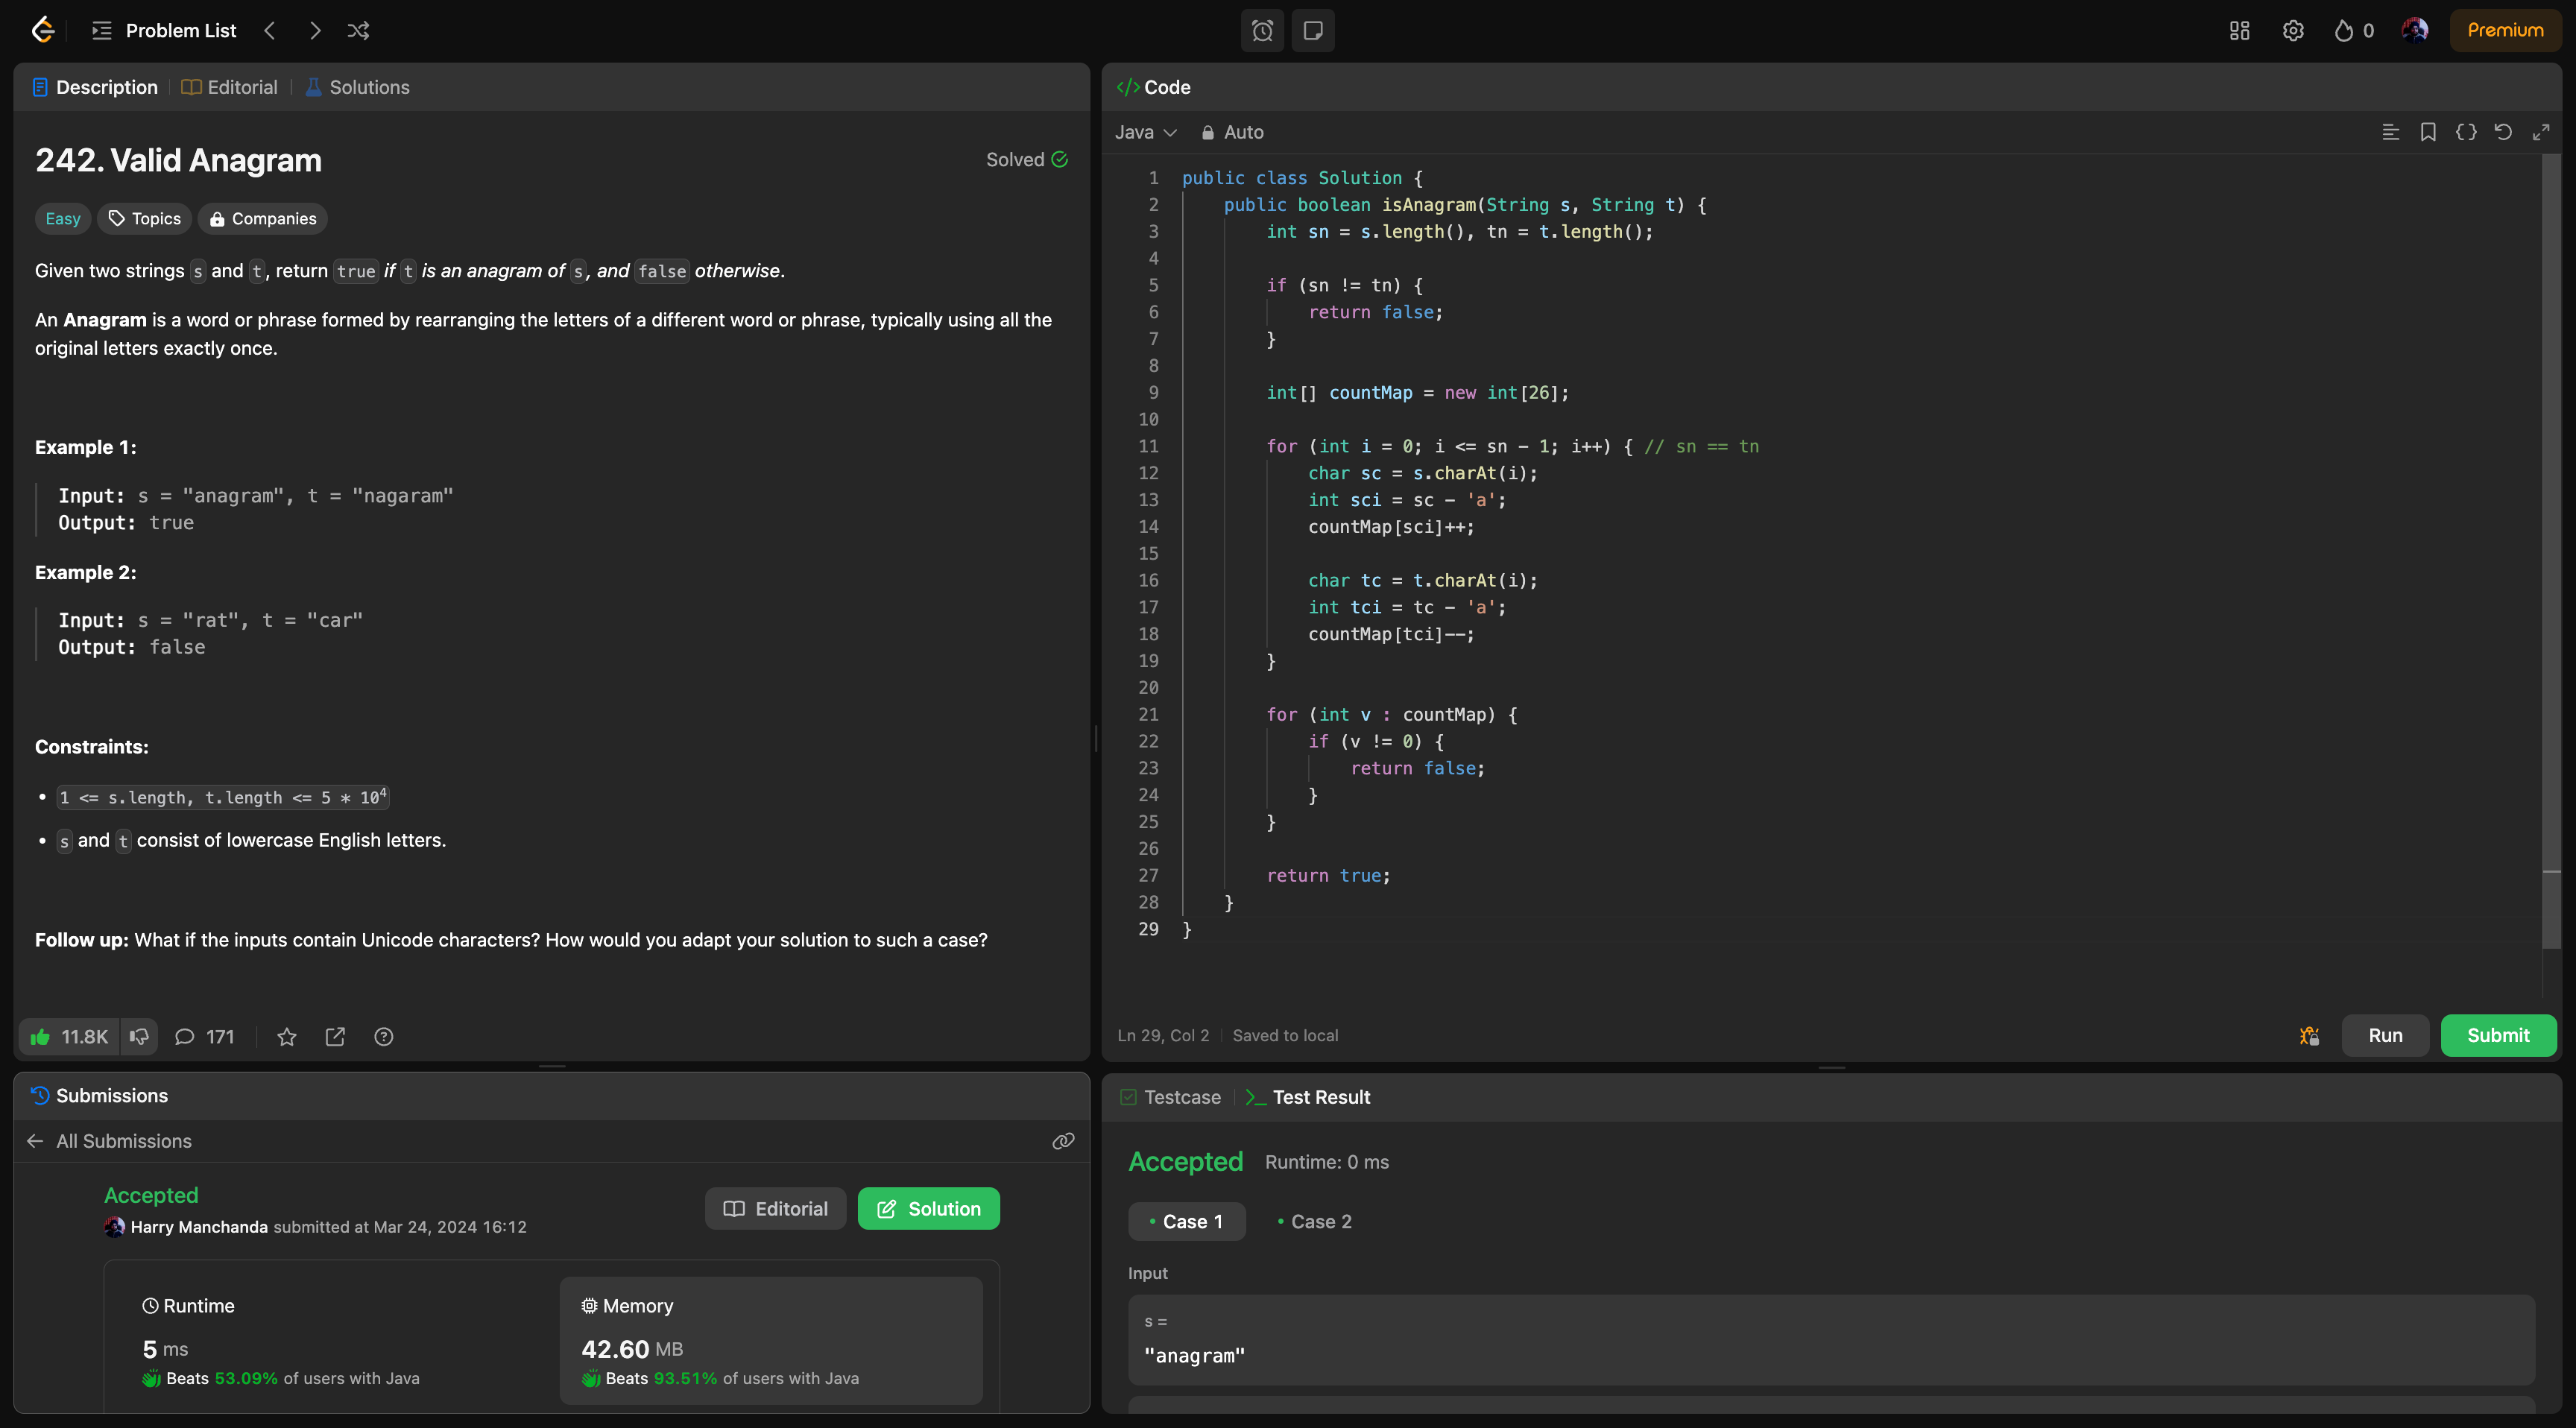 Problem List
0
Premium
Description
Editorial
Solutions
242. Valid Anagram
Solved
Easy
Topics
Companies
Given two strings s and t, return true if t is an anagram of s, and false otherwise.
An Anagram is a word or phrase formed by rearranging the letters of a different word or phrase, typically using all the
original letters exactly once.
Example 1:
Input: s = "anagram", t = "nagaram"
Output: true
Example 2:
Input: s = "rat", t = "car"
Output: false
Constraints:
• 1 <= s.length, t.length <= 5 * 10⁴
• s and t consist of lowercase English letters.
Follow up: What if the inputs contain Unicode characters? How would you adapt your solution to such a case?
11.8K
171
Submissions
All Submissions
Accepted
Harry Manchanda submitted at Mar 24, 2024 16:12
Editorial
Solution
Runtime
5 ms
Beats 53.09% of users with Java
Memory
42.60 MB
Beats 93.51% of users with Java
</> Code
Java
Auto
1 public class Solution {
2 public boolean isAnagram(String s, String t) {
3 int sn = s.length(), tn = t.length();
4
5 if (sn != tn) {
6 return false;
7 }
8
9 int[] countMap = new int[26];
10
11 for (int i = 0; i <= sn - 1; i++) { // sn == tn
12 char sc = s.charAt(i);
13 int sci = sc - 'a';
14 countMap[sci]++;
15
16 char tc = t.charAt(i);
17 int tci = tc - 'a';
18 countMap[tci]--;
19 }
20
21 for (int v : countMap) {
22 if (v != 0) {
23 return false;
24 }
25 }
26
27 return true;
28 }
29 }
Ln 29, Col 2
Saved to local
Run
Submit
Testcase
Test Result
Accepted
Runtime: 0 ms
• Case 1
• Case 2
Input
s =
"anagram"